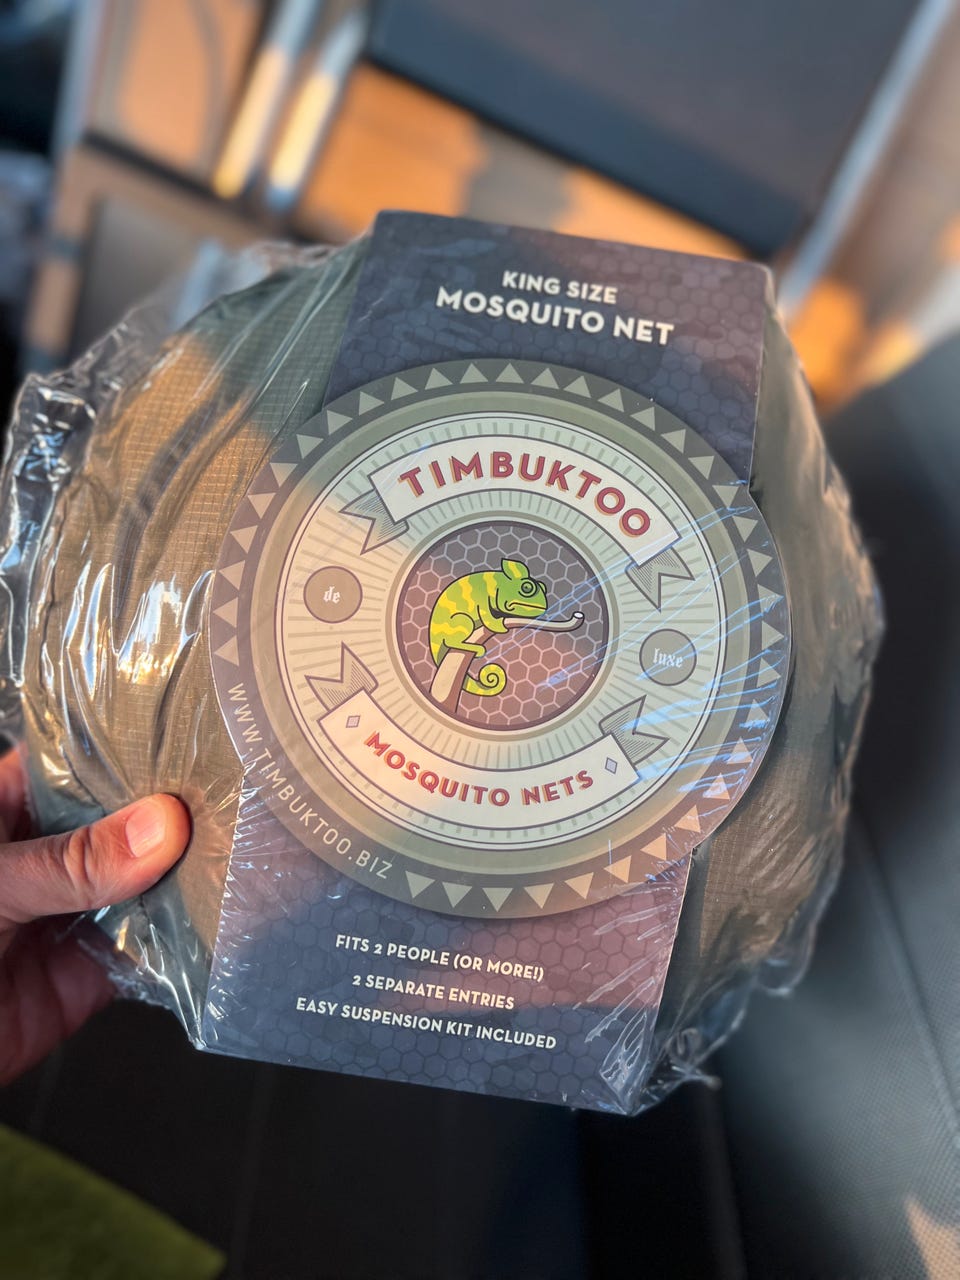 KING SIZE
MOSQUITO NET
TIMBUKTOO
de
luxe
MOSQUITO NETS
WWW.TIMBUKTOO.BIZ
FITS 2 PEOPLE (OR MORE!)
2 SEPARATE ENTRIES
EASY SUSPENSION KIT INCLUDED